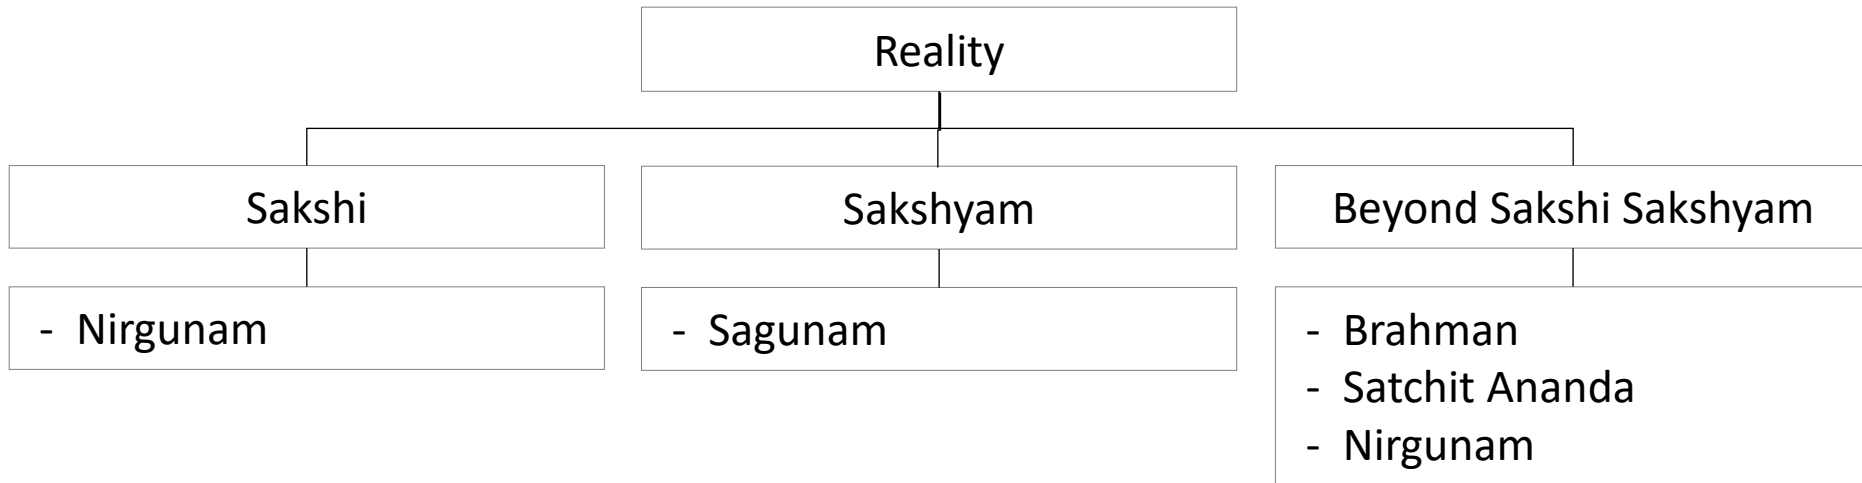 Reality
Sakshi
Sakshyam
Beyond Sakshi Sakshyam
- Nirgunam
- Sagunam
- Brahman
- Satchit Ananda
- Nirgunam